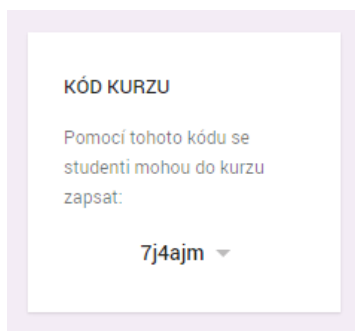 KÓD KURZU
Pomocí tohoto kódu se
studenti mohou do kurzu
zapsat:
7j4ajm